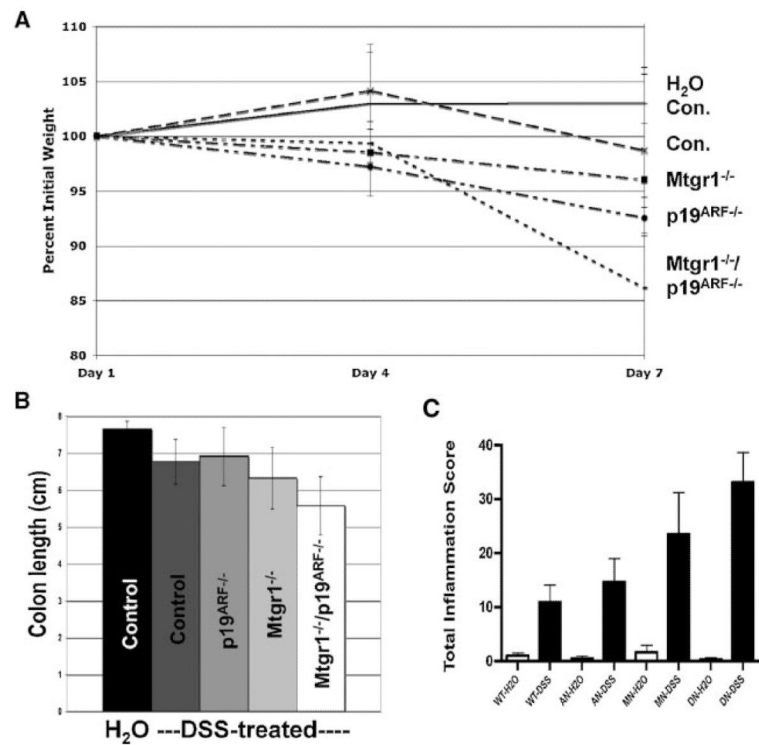 A
110
105
100
95
90
85
80
Percent Initial Weight
Day 1
Day 4
Day 7
H₂O
Con.
Con.
Mtgr1⁻/⁻
p19ᴬᴿᶠ⁻/⁻
Mtgr1⁻/⁻/
p19ᴬᴿᶠ⁻/⁻
B
8
7
6
5
4
3
2
1
0
Colon length (cm)
Control
Control
p19ᴬᴿᶠ⁻/⁻
Mtgr1⁻/⁻
Mtgr1⁻/⁻/p19ᴬᴿᶠ⁻/⁻
H₂O ---DSS-treated----
C
40
30
20
10
0
Total Inflammation Score
WT-H2O
WT-DSS
AN-H2O
AN-DSS
MN-H2O
MN-DSS
DN-H2O
DN-DSS